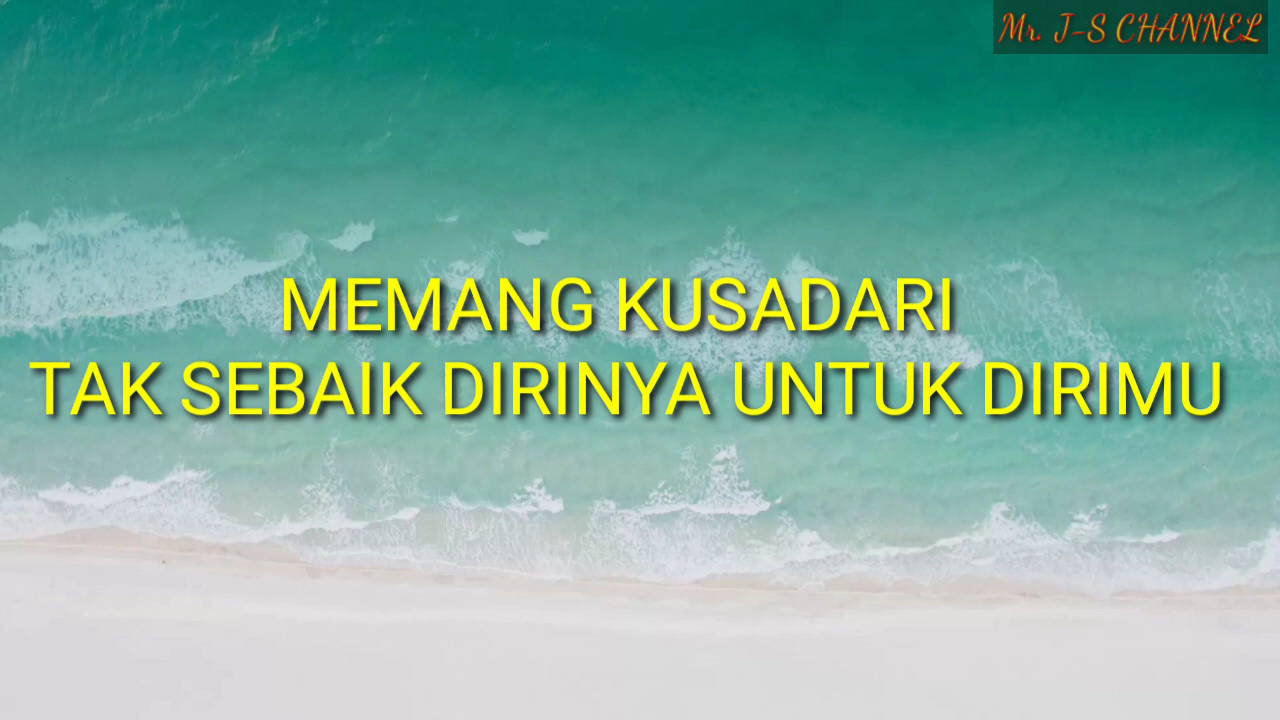 Mr. J-S CHANNEL
MEMANG KUSADARI
TAK SEBAIK DIRINYA UNTUK DIRIMU